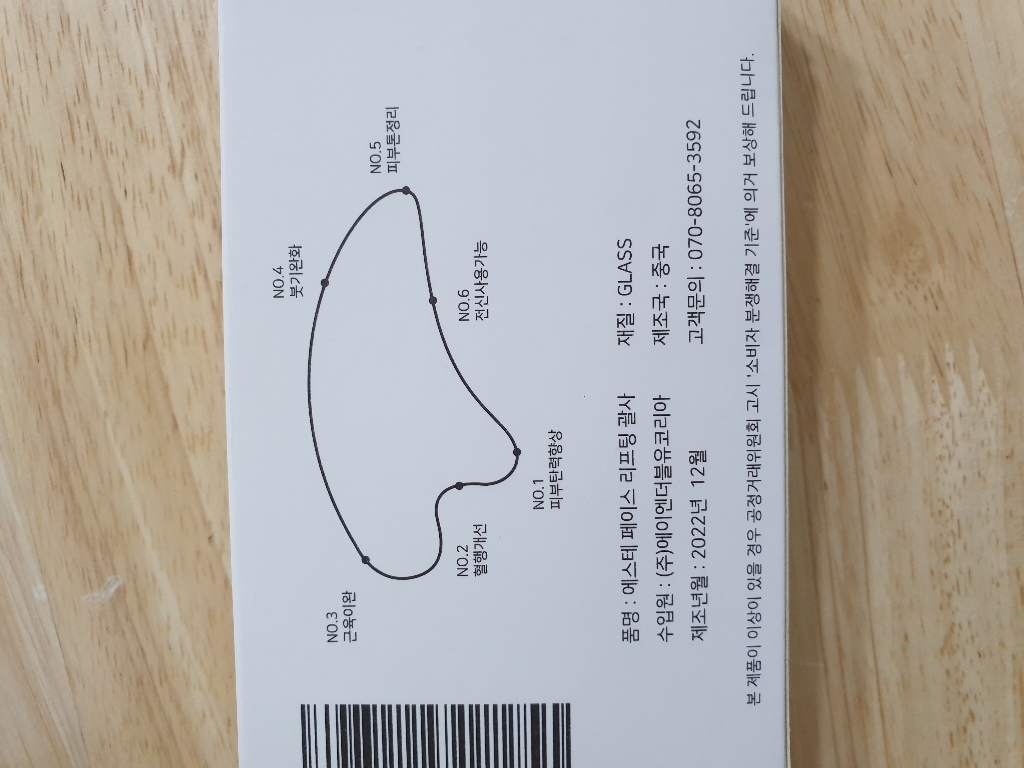 NO.5
피부톤정리
NO.4
붓기완화
NO.6
전신사용가능
NO.1
피부탄력향상
NO.2
혈행개선
NO.3
근육이완
품명 : 에스테 페이스 리프팅 괄사
재질 : GLASS
수입원 : (주)에이엔더블유코리아
제조국 : 중국
제조년월 : 2022년 12월
고객문의 : 070-8065-3592
본 제품이 이상이 있을 경우 공정거래위원회 고시 '소비자 분쟁해결 기준'에 의거 보상해 드립니다.